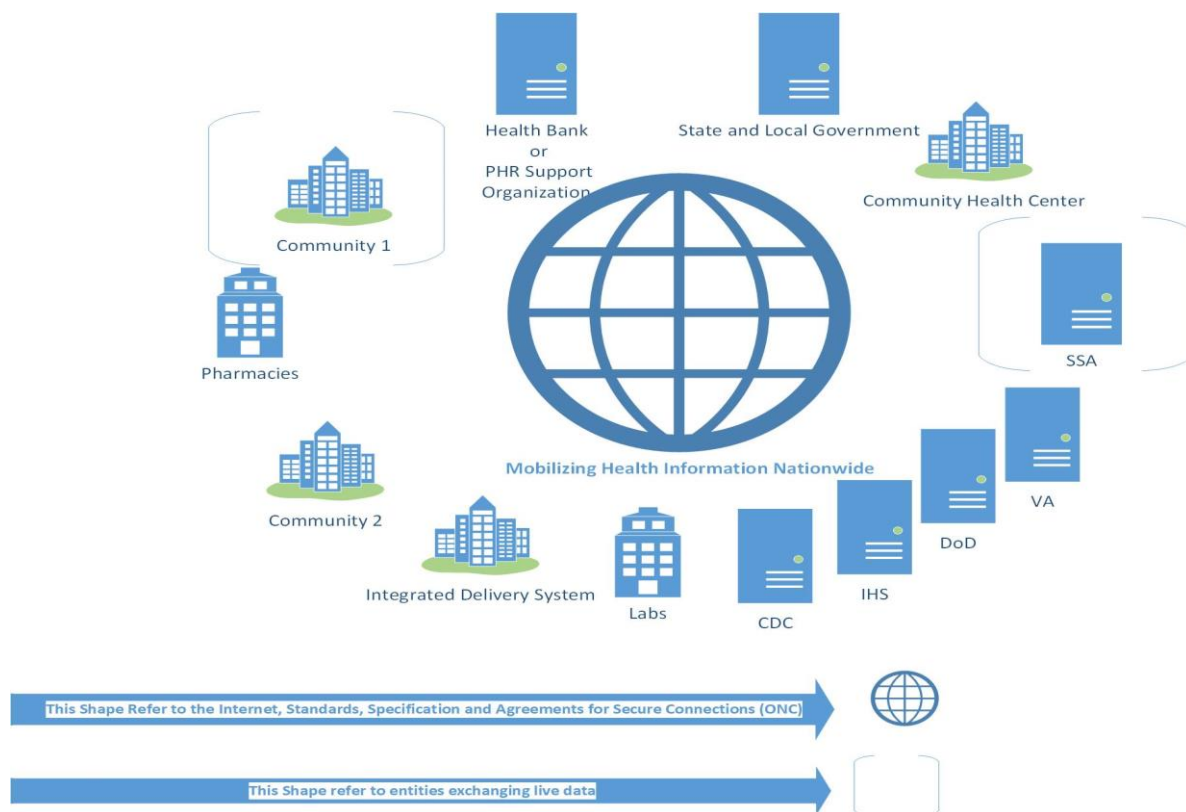 Health Bank
or
PHR Support
Organization
State and Local Government
Community Health Center
Community 1
SSA
Pharmacies
Mobilizing Health Information Nationwide
VA
Community 2
DoD
Integrated Delivery System
Labs
CDC
IHS
This Shape Refer to the Internet, Standards, Specification and Agreements for Secure Connections (ONC)
This Shape refer to entities exchanging live data